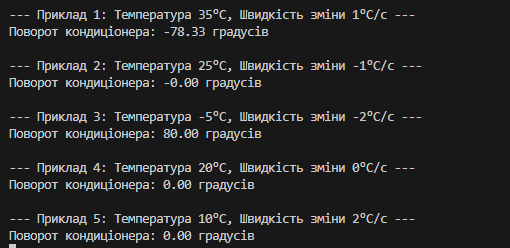 --- Приклад 1: Температура 35°C, Швидкість зміни 1°C/с ---
Поворот кондиціонера: -78.33 градусів
--- Приклад 2: Температура 25°C, Швидкість зміни -1°C/с ---
Поворот кондиціонера: -0.00 градусів
--- Приклад 3: Температура -5°C, Швидкість зміни -2°C/с ---
Поворот кондиціонера: 80.00 градусів
--- Приклад 4: Температура 20°C, Швидкість зміни 0°C/с ---
Поворот кондиціонера: 0.00 градусів
--- Приклад 5: Температура 10°C, Швидкість зміни 2°C/с ---
Поворот кондиціонера: 0.00 градусів